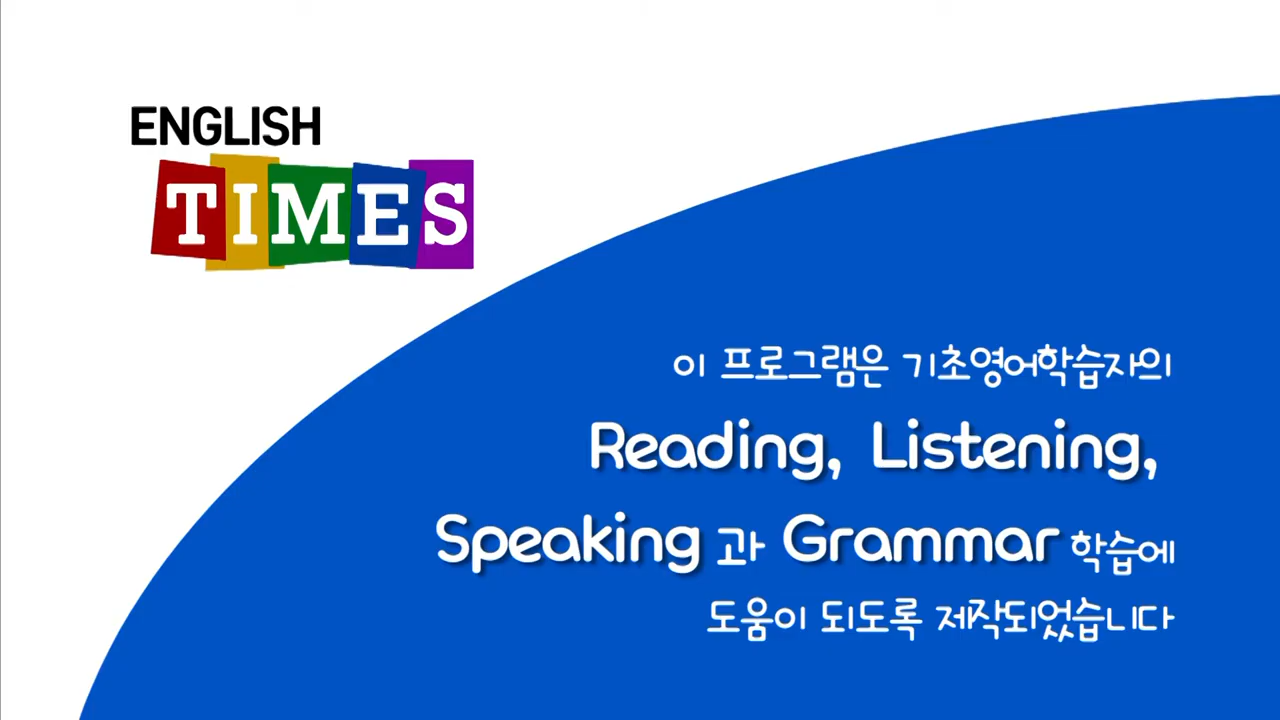 ENGLISH
TIMES
이 프로그램은 기초영어학습자의
Reading, Listening,
Speaking 과 Grammar 학습에
도움이 되도록 제작되었습니다